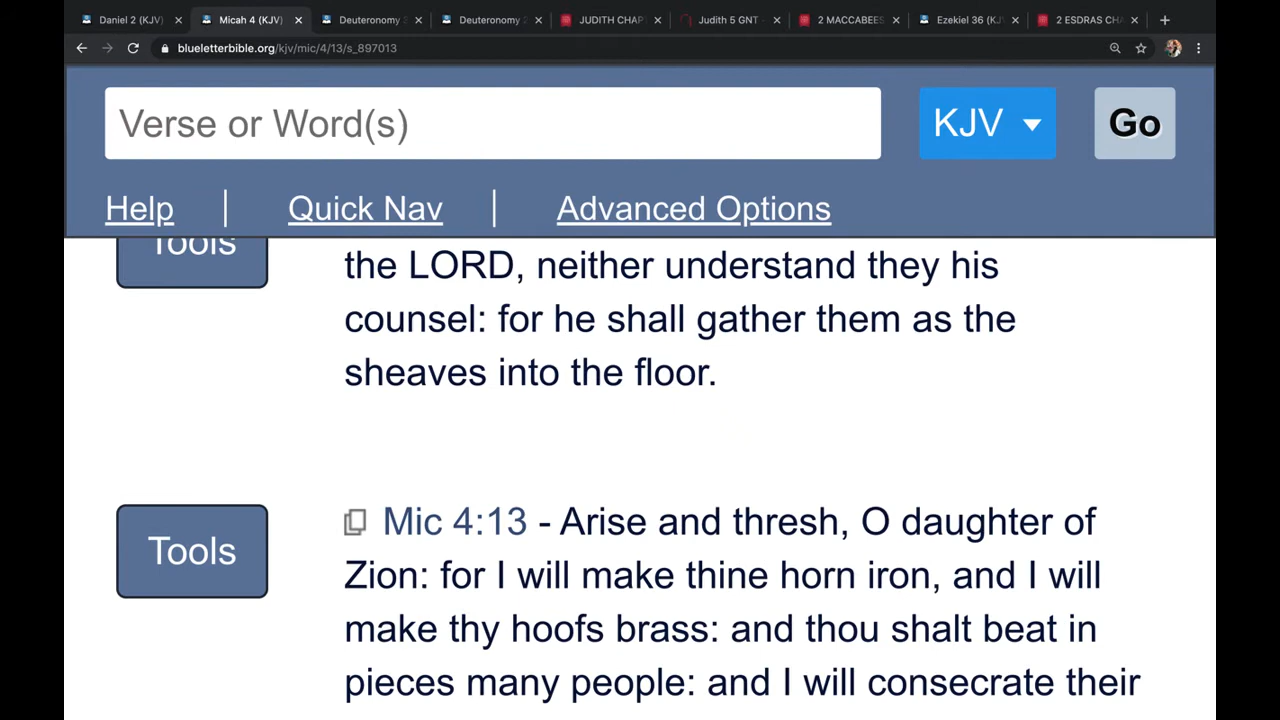 Daniel 2 (KJV) Micah 4 (KJV) Deuteronomy Deuteronomy JUDITH CHAP Judith 5 GNT 2 MACCABEES Ezekiel 36 (KJV 2 ESDRAS CHA
blueletterbible.org/kjv/mic/4/13/s_897013
Verse or Word(s) KJV Go
Help | Quick Nav | Advanced Options
Tools
the LORD, neither understand they his
counsel: for he shall gather them as the
sheaves into the floor.
Tools
Mic 4:13 - Arise and thresh, O daughter of
Zion: for I will make thine horn iron, and I will
make thy hoofs brass: and thou shalt beat in
pieces many people: and I will consecrate their